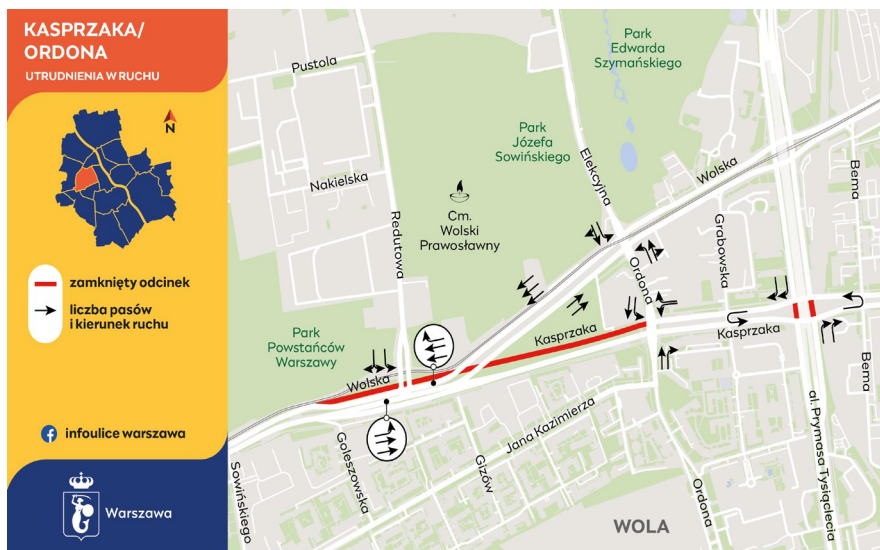 KASPRZAKA/
ORDONA
UTRUDNIENIA W RUCHU
N
zamknięty odcinek
liczba pasów
i kierunek ruchu
infoulice warszawa
Warszawa
Park
Edwarda
Szymańskiego
Pustola
Park
Józefa
Sowińskiego
Elekcyjna
Wolska
Bema
Nakielska
Redutowa
Cm.
Wolski
Prawosławny
Grabowska
Ordona
Park
Powstańców
Warszawy
Kasprzaka
Kasprzaka
Wolska
Bema
Jana Kazimierza
al. Prymasa Tysiąclecia
Goleszowska
Gizów
Sowińskiego
Ordona
WOLA